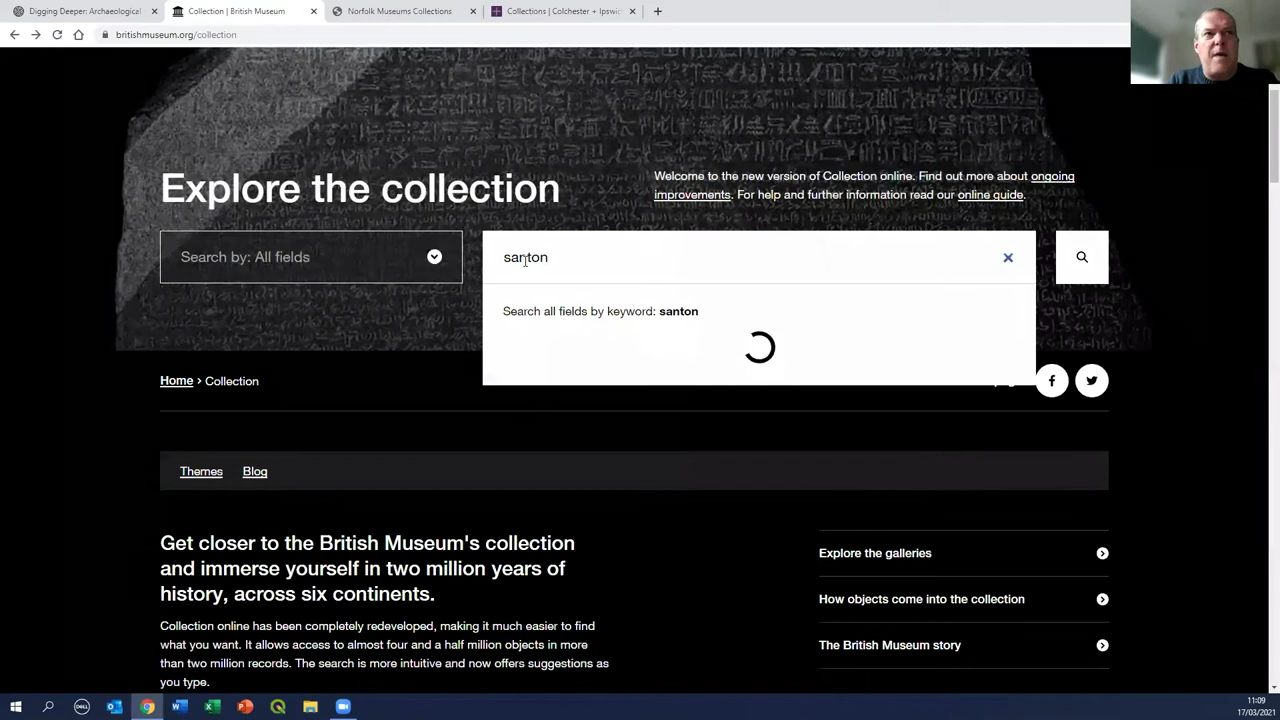 Digging Deeper: Archaeological
Collection | British Museum
Norfolk Museums Collections
Collections | Colchester + Ipswi
britishmuseum.org/collection
Explore the collection
Welcome to the new version of Collection online. Find out more about ongoing
improvements. For help and further information read our online guide.
Search by: All fields
santon
Search all fields by keyword: santon
Home › Collection
Themes
Blog
Get closer to the British Museum's collection
and immerse yourself in two million years of
history, across six continents.
Collection online has been completely redeveloped, making it much easier to find
what you want. It allows access to almost four and a half million objects in more
than two million records. The search is more intuitive and now offers suggestions as
you type.
Explore the galleries
How objects come into the collection
The British Museum story
11:09
17/03/2021